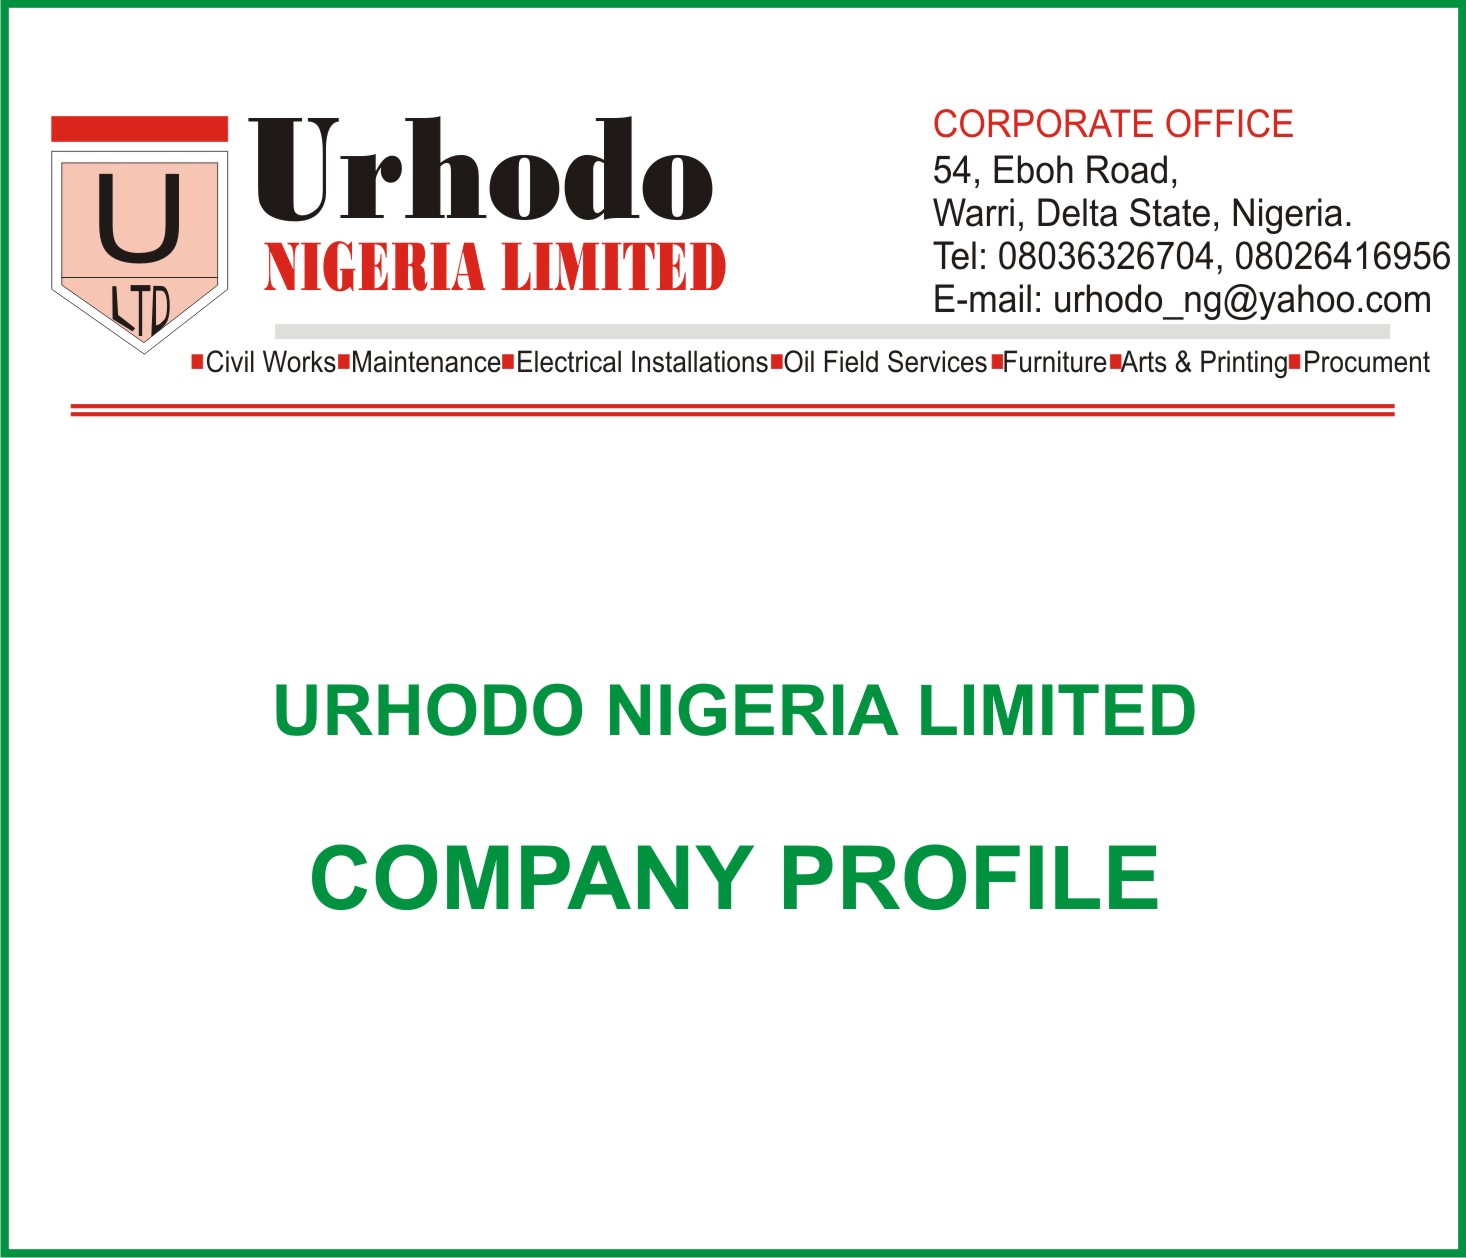 U
LTD
Urhodo
NIGERIA LIMITED
CORPORATE OFFICE
54, Eboh Road,
Warri, Delta State, Nigeria.
Tel: 08036326704, 08026416956
E-mail: urhodo_ng@yahoo.com
■Civil Works■Maintenance■Electrical Installations■Oil Field Services ■Furniture■Arts & Printing■Procument
URHODO NIGERIA LIMITED
COMPANY PROFILE